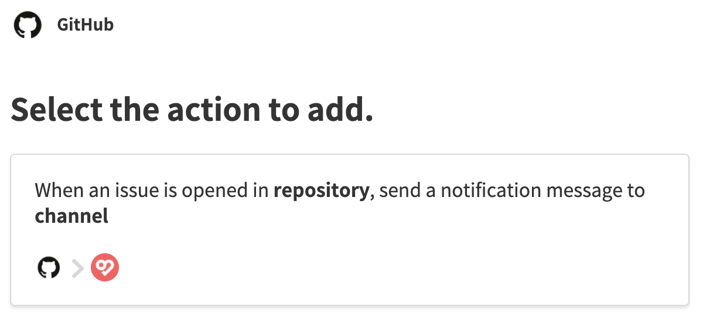 GitHub
Select the action to add.
When an issue is opened in repository, send a notification message to
channel